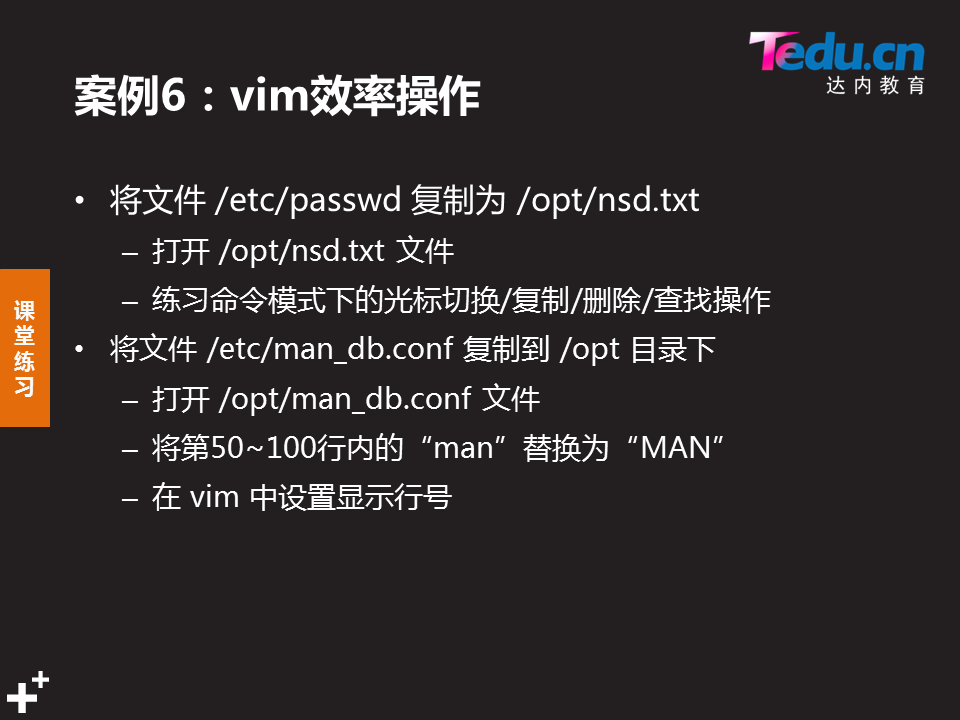 Tedu.cn
达内教育
案例6：vim效率操作
• 将文件 /etc/passwd 复制为 /opt/nsd.txt
– 打开 /opt/nsd.txt 文件
– 练习命令模式下的光标切换/复制/删除/查找操作
• 将文件 /etc/man_db.conf 复制到 /opt 目录下
– 打开 /opt/man_db.conf 文件
– 将第50~100行内的“man”替换为“MAN”
– 在 vim 中设置显示行号
课堂练习